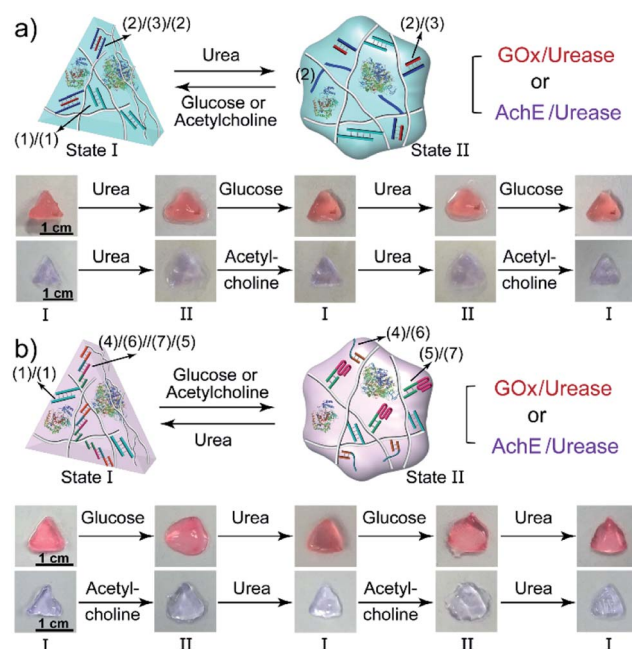 a)
(2)/(3)/(2)
(2)/(3)
(2)
(1)/(1)
Urea
Glucose or
Acetylcholine
State I
State II
GOx/Urease
or
AchE/Urease
Urea
Glucose
Urea
Glucose
1 cm
Urea
Acetyl-
choline
Urea
Acetyl-
choline
1 cm
I
II
I
II
I
b)
(4)/(6)//(7)/(5)
(1)/(1)
(4)/(6)
(5)/(7)
Glucose or
Acetylcholine
Urea
State I
State II
GOx/Urease
or
AchE/Urease
Glucose
Urea
Glucose
Urea
1 cm
Acetyl-
choline
Urea
Acetyl-
choline
Urea
1 cm
I
II
I
II
I